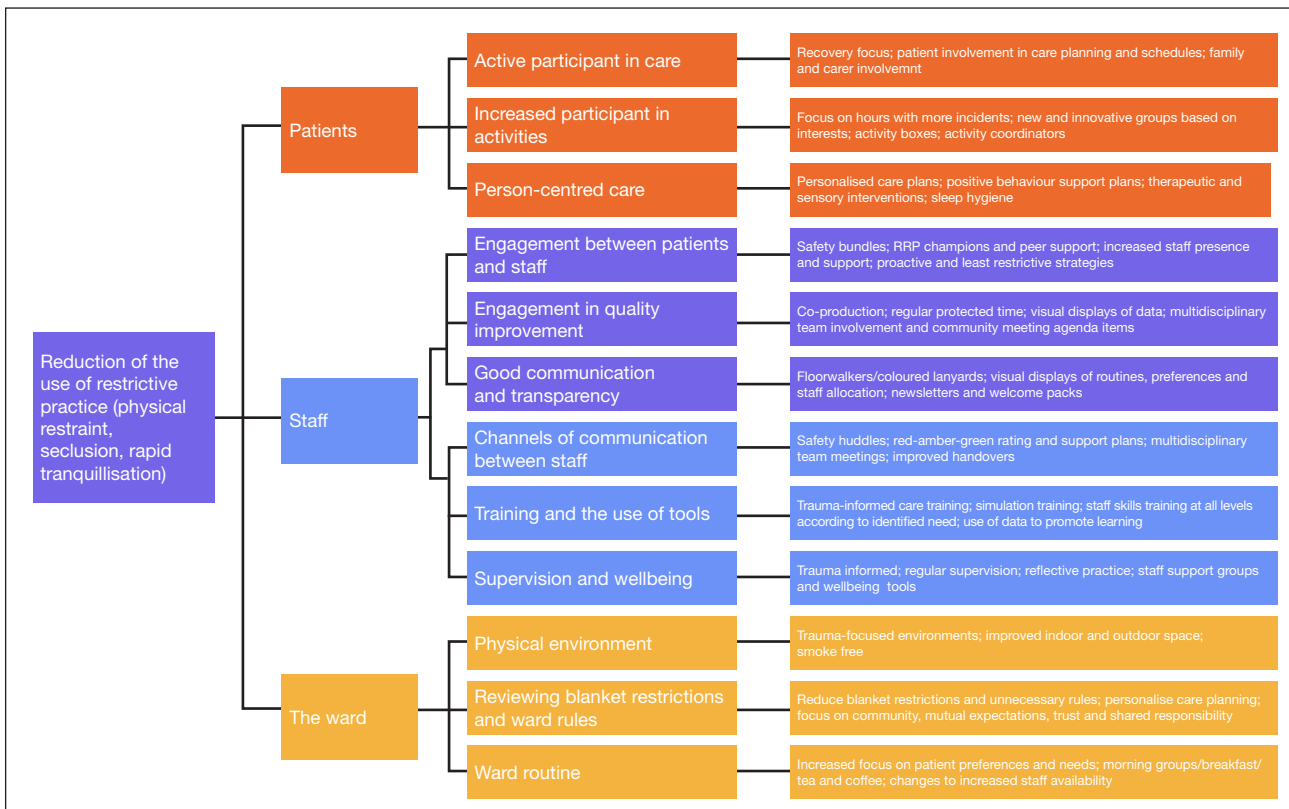 Reduction of the
use of restrictive
practice (physical
restraint,
seclusion, rapid
tranquillisation)
Patients
Active participant in care
Recovery focus; patient involvement in care planning and schedules; family
and carer involvemnt
Increased participant in
activities
Focus on hours with more incidents; new and innovative groups based on
interests; activity boxes; activity coordinators
Person-centred care
Personalised care plans; positive behaviour support plans; therapeutic and
sensory interventions; sleep hygiene
Staff
Engagement between patients
and staff
Safety bundles; RRP champions and peer support; increased staff presence
and support; proactive and least restrictive strategies
Engagement in quality
improvement
Co-production; regular protected time; visual displays of data; multidisciplinary
team involvement and community meeting agenda items
Good communication
and transparency
Floorwalkers/coloured lanyards; visual displays of routines, preferences and
staff allocation; newsletters and welcome packs
Channels of communication
between staff
Safety huddles; red-amber-green rating and support plans; multidisciplinary
team meetings; improved handovers
Training and the use of tools
Trauma-informed care training; simulation training; staff skills training at all levels
according to identified need; use of data to promote learning
Supervision and wellbeing
Trauma informed; regular supervision; reflective practice; staff support groups
and wellbeing tools
The ward
Physical environment
Trauma-focused environments; improved indoor and outdoor space;
smoke free
Reviewing blanket restrictions
and ward rules
Reduce blanket restrictions and unnecessary rules; personalise care planning;
focus on community, mutual expectations, trust and shared responsibility
Ward routine
Increased focus on patient preferences and needs; morning groups/breakfast/
tea and coffee; changes to increased staff availability